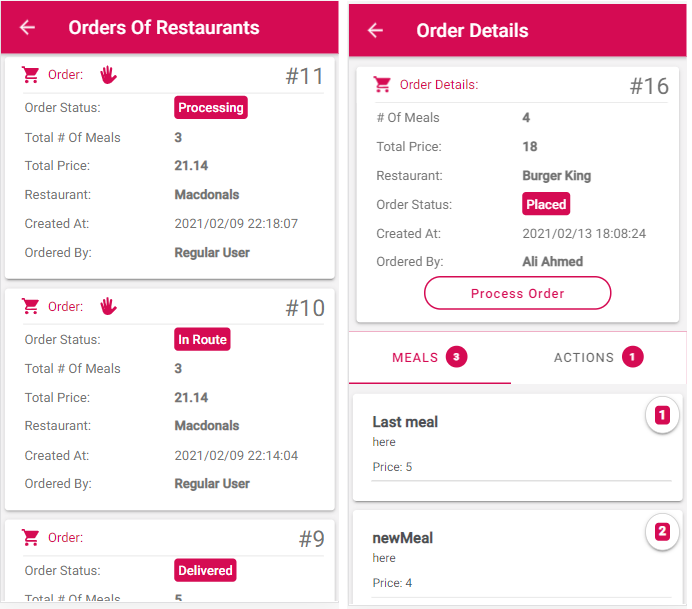 Orders Of Restaurants
Order:
#11
Order Status: Processing
Total # Of Meals 3
Total Price: 21.14
Restaurant: Macdonals
Created At: 2021/02/09 22:18:07
Ordered By: Regular User
Order:
#10
Order Status: In Route
Total # Of Meals 3
Total Price: 21.14
Restaurant: Macdonals
Created At: 2021/02/09 22:14:04
Ordered By: Regular User
Order:
#9
Order Status: Delivered
Total # Of Meals 5
Order Details
Order Details:
#16
# Of Meals 4
Total Price: 18
Restaurant: Burger King
Order Status: Placed
Created At: 2021/02/13 18:08:24
Ordered By: Ali Ahmed
Process Order
MEALS 3
ACTIONS 1
Last meal
1
here
Price: 5
newMeal
2
here
Price: 4